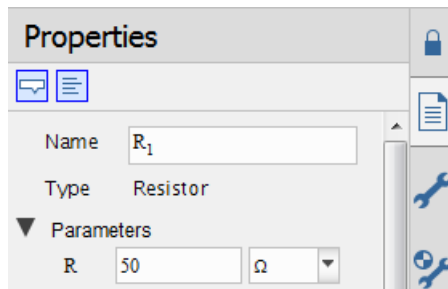 Properties
Name R₁
Type Resistor
▼ Parameters
R 50 Ω